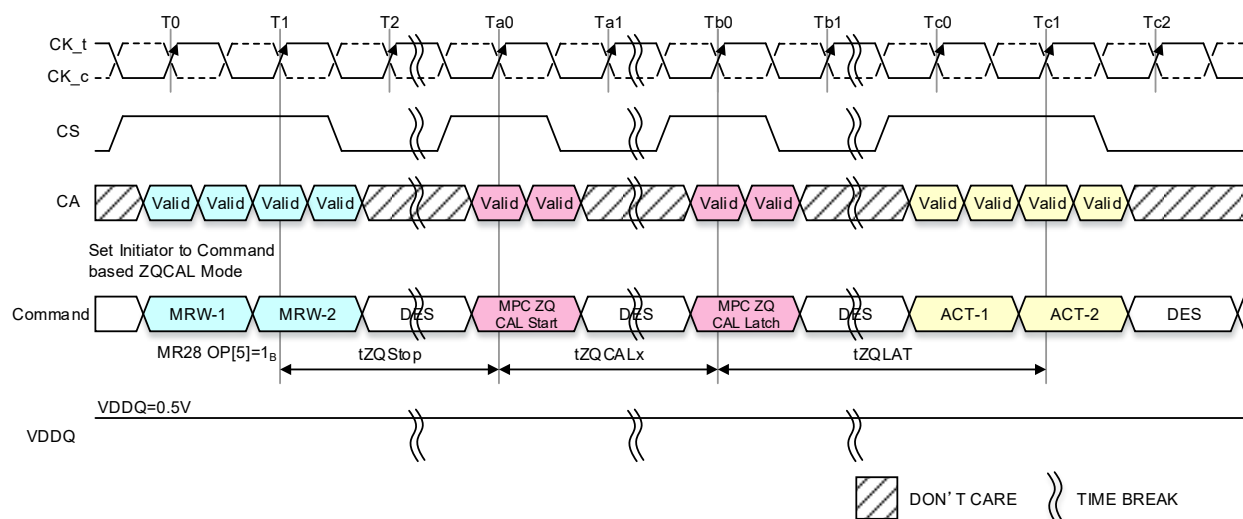 T0 T1 T2 Ta0 Ta1 Tb0 Tb1 Tc0 Tc1 Tc2
CK_t
CK_c
CS
CA Valid Valid Valid Valid Valid Valid Valid Valid Valid Valid Valid Valid
Set Initiator to Command
based ZQCAL Mode
Command MRW-1 MRW-2 DES MPC ZQ CAL Start DES MPC ZQ CAL Latch DES ACT-1 ACT-2 DES
MR28 OP[5]=1B tZQStop tZQCALx tZQLAT
VDDQ=0.5V
VDDQ
DON'T CARE TIME BREAK